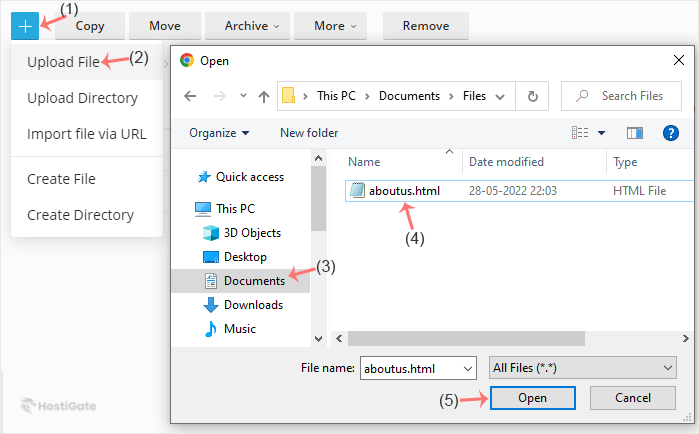 (1)
Copy
Move
Archive
More
Remove
Upload File
(2)
Upload Directory
Import file via URL
Create File
Create Directory
Open
This PC > Documents > Files
Search Files
Organize
New folder
Name
Date modified
Type
Quick access
This PC
3D Objects
Desktop
Documents
(3)
Downloads
Music
aboutus.html
28-05-2022 22:03
HTML File
(4)
File name:
aboutus.html
All Files (*.*)
(5)
Open
Cancel
HostiGate